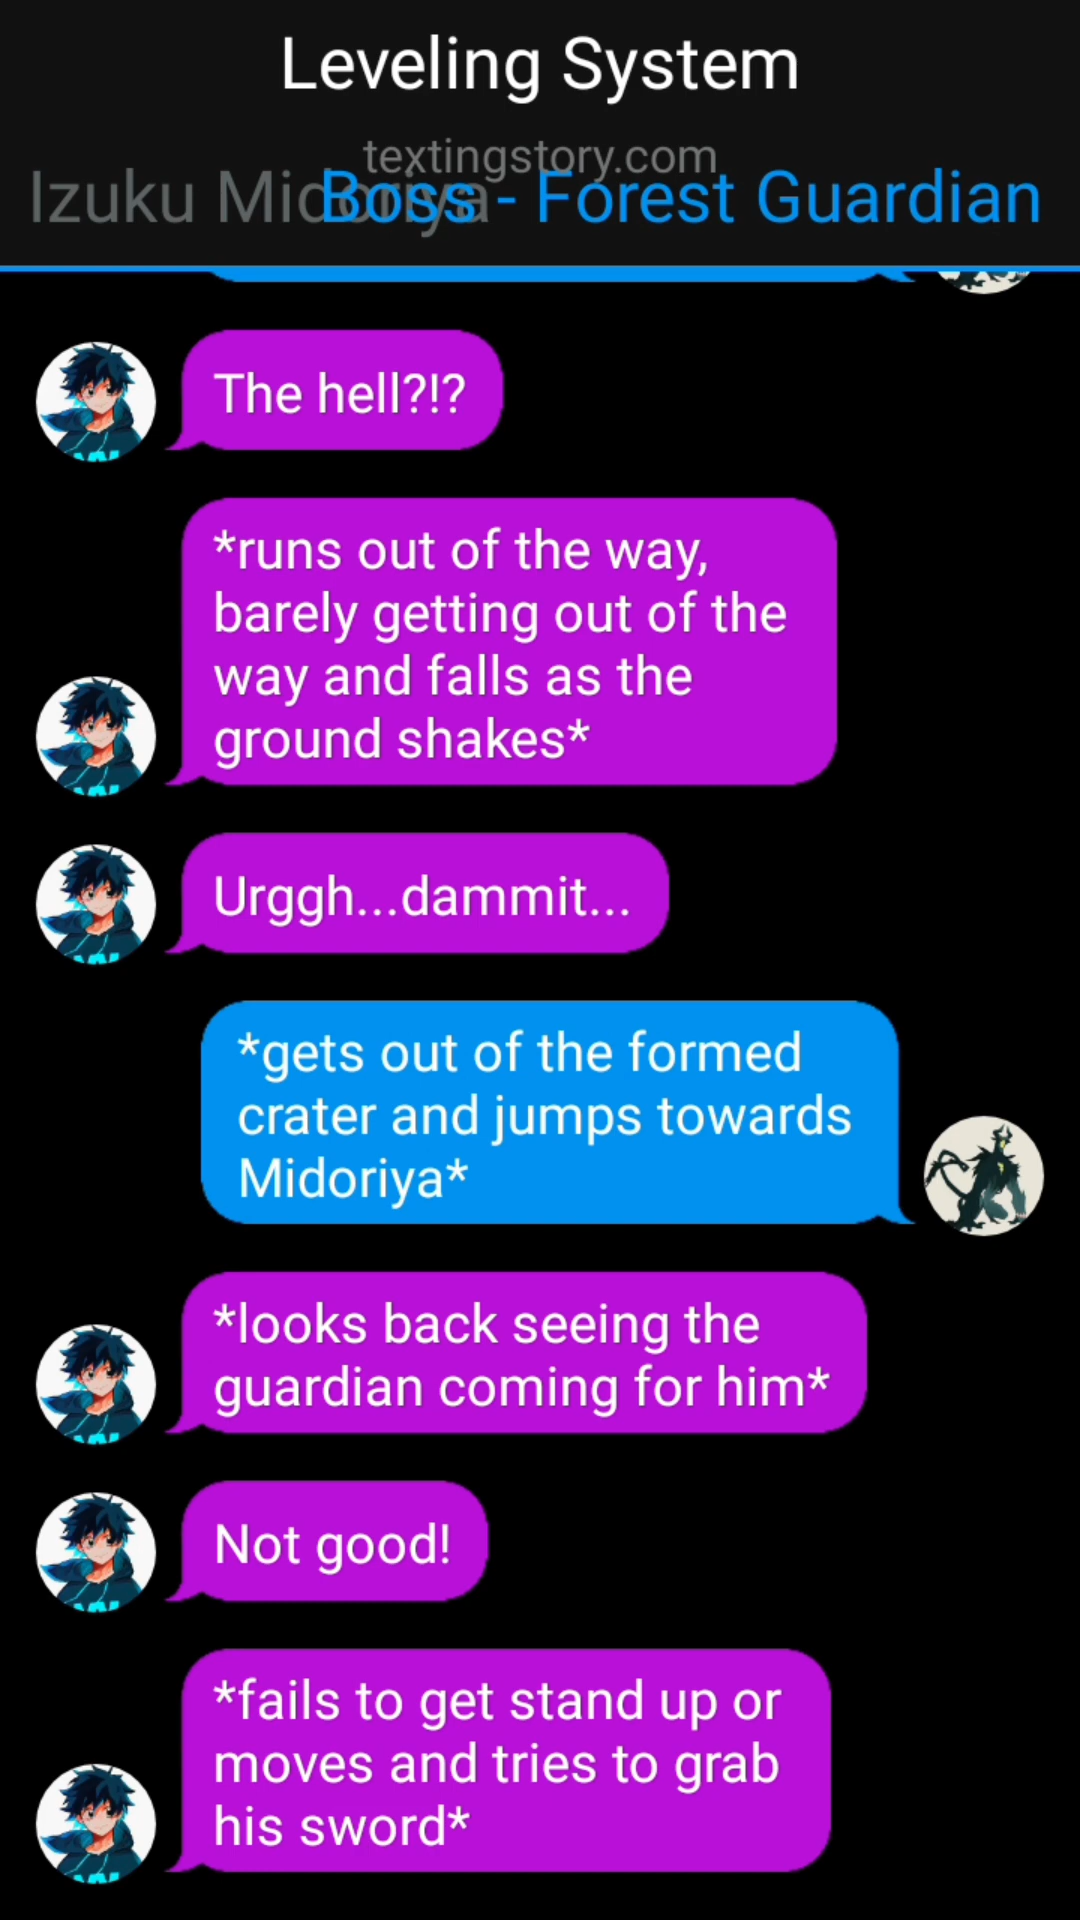 Leveling System
textingstory.com
Izuku Midoriya
Boss - Forest Guardian
The hell?!?
*runs out of the way,
barely getting out of the
way and falls as the
ground shakes*
Urggh...dammit...
*gets out of the formed
crater and jumps towards
Midoriya*
*looks back seeing the
guardian coming for him*
Not good!
*fails to get stand up or
moves and tries to grab
his sword*